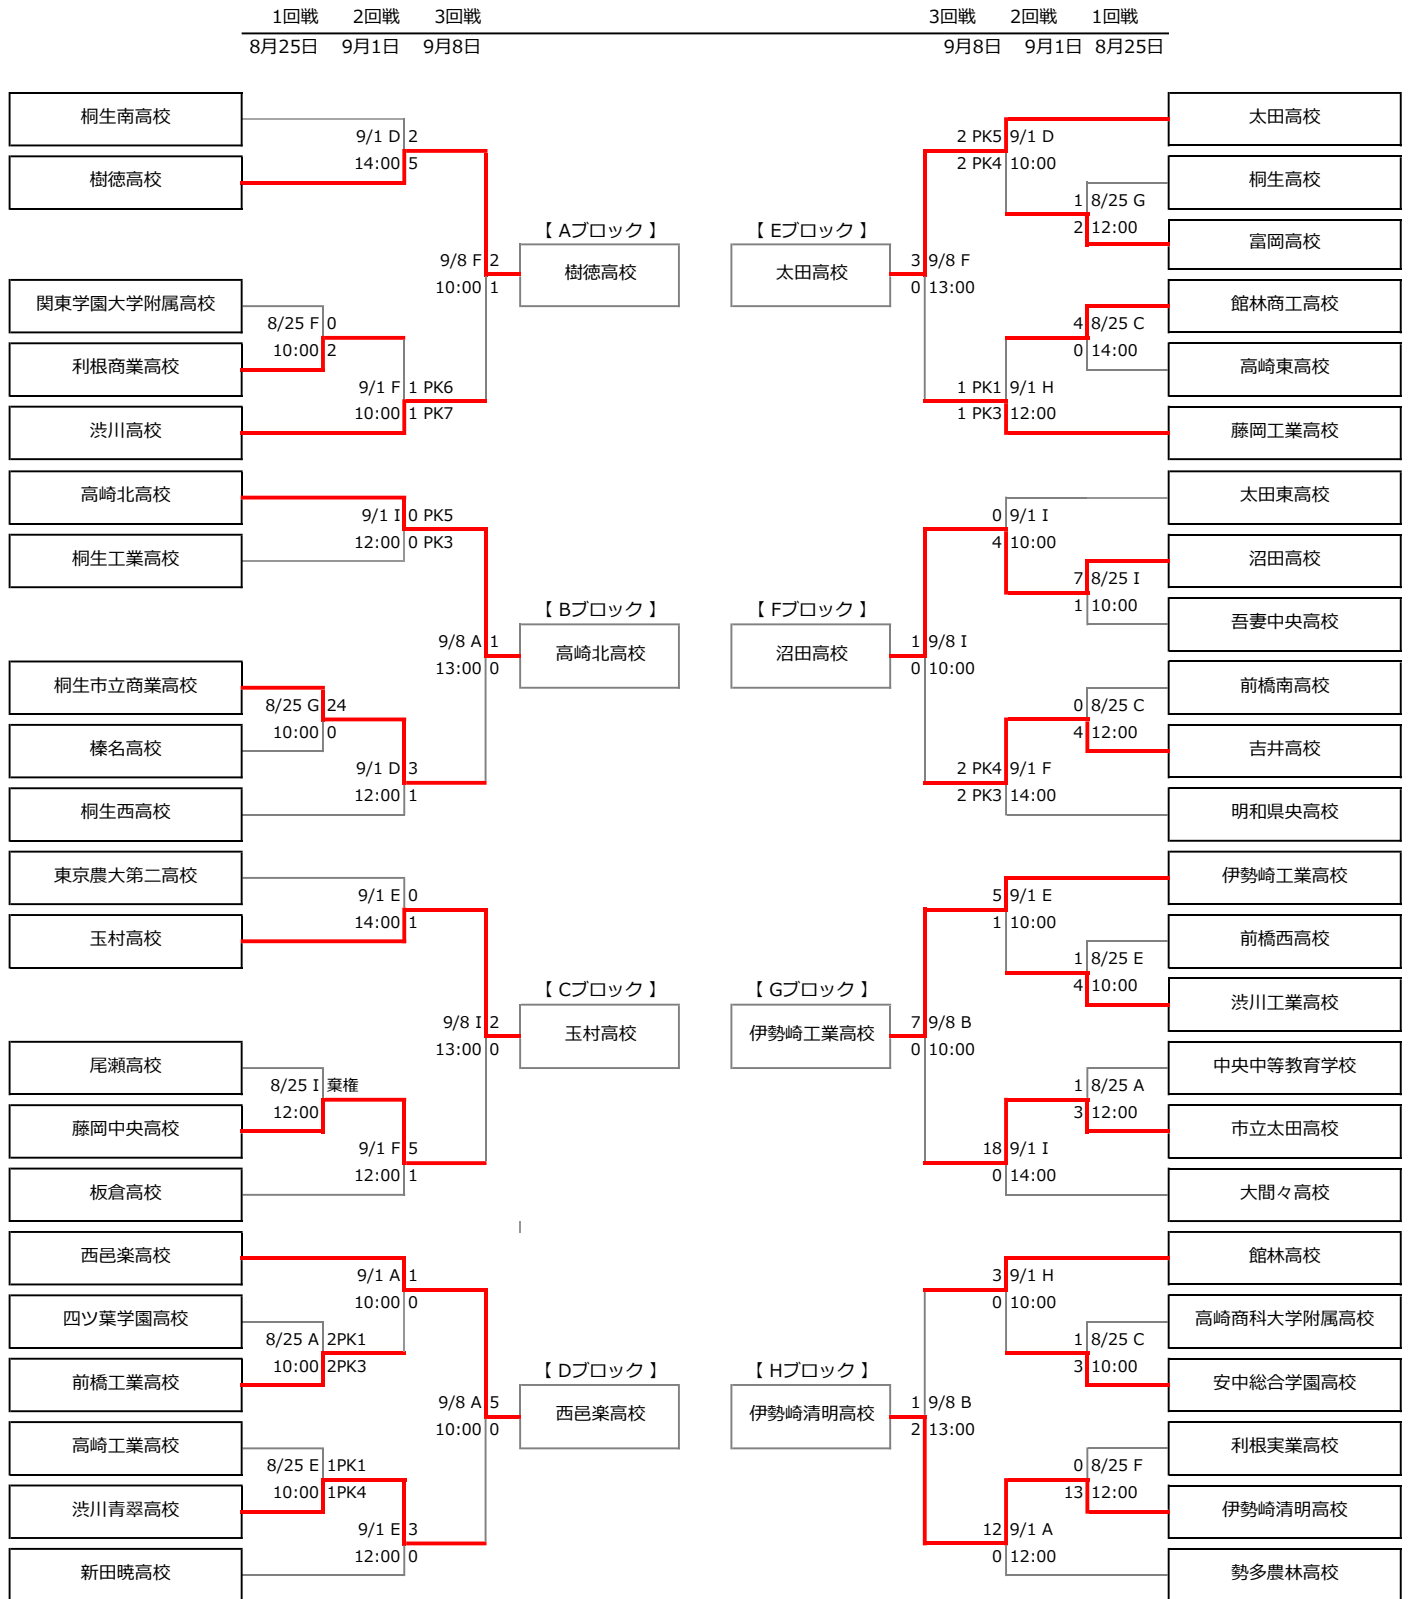 1回戦 2回戦 3回戦 3回戦 2回戦 1回戦
8月25日 9月1日 9月8日 9月8日 9月1日 8月25日
桐生南高校
9/1 D 2
14:00 5
樹徳高校
【 Aブロック 】
9/8 F 2
樹徳高校
10:00 1
関東学園大学附属高校
8/25 F 0
10:00 2
利根商業高校
9/1 F 1 PK6
10:00 1 PK7
渋川高校
高崎北高校
9/1 I 0 PK5
12:00 0 PK3
桐生工業高校
【 Bブロック 】
9/8 A 1
高崎北高校
13:00 0
桐生市立商業高校
8/25 G 24
10:00 0
榛名高校
9/1 D 3
12:00 1
桐生西高校
東京農大第二高校
9/1 E 0
14:00 1
玉村高校
【 Cブロック 】
9/8 I 2
玉村高校
13:00 0
尾瀬高校
8/25 I 棄権
12:00
藤岡中央高校
9/1 F 5
12:00 1
板倉高校
西邑楽高校
9/1 A 1
10:00 0
四ツ葉学園高校
8/25 A 2PK1
10:00 2PK3
前橋工業高校
【 Dブロック 】
9/8 A 5
西邑楽高校
10:00 0
高崎工業高校
8/25 E 1PK1
10:00 1PK4
渋川青翠高校
9/1 E 3
12:00 0
新田暁高校
太田高校
2 PK5 9/1 D
2 PK4 10:00
桐生高校
1 8/25 G
2 12:00
富岡高校
【 Eブロック 】
太田高校
3 9/8 F
0 13:00
館林商工高校
4 8/25 C
0 14:00
高崎東高校
1 PK1 9/1 H
1 PK3 12:00
藤岡工業高校
太田東高校
0 9/1 I
4 10:00
沼田高校
7 8/25 I
1 10:00
吾妻中央高校
【 Fブロック 】
沼田高校
1 9/8 I
0 10:00
前橋南高校
0 8/25 C
4 12:00
吉井高校
2 PK4 9/1 F
2 PK3 14:00
明和県央高校
伊勢崎工業高校
5 9/1 E
1 10:00
前橋西高校
1 8/25 E
4 10:00
渋川工業高校
【 Gブロック 】
伊勢崎工業高校
7 9/8 B
0 10:00
中央中等教育学校
1 8/25 A
3 12:00
市立太田高校
18 9/1 I
0 14:00
大間々高校
館林高校
3 9/1 H
0 10:00
高崎商科大学附属高校
1 8/25 C
3 10:00
安中総合学園高校
【 Hブロック 】
伊勢崎清明高校
1 9/8 B
2 13:00
利根実業高校
0 8/25 F
13 12:00
伊勢崎清明高校
12 9/1 A
0 12:00
勢多農林高校